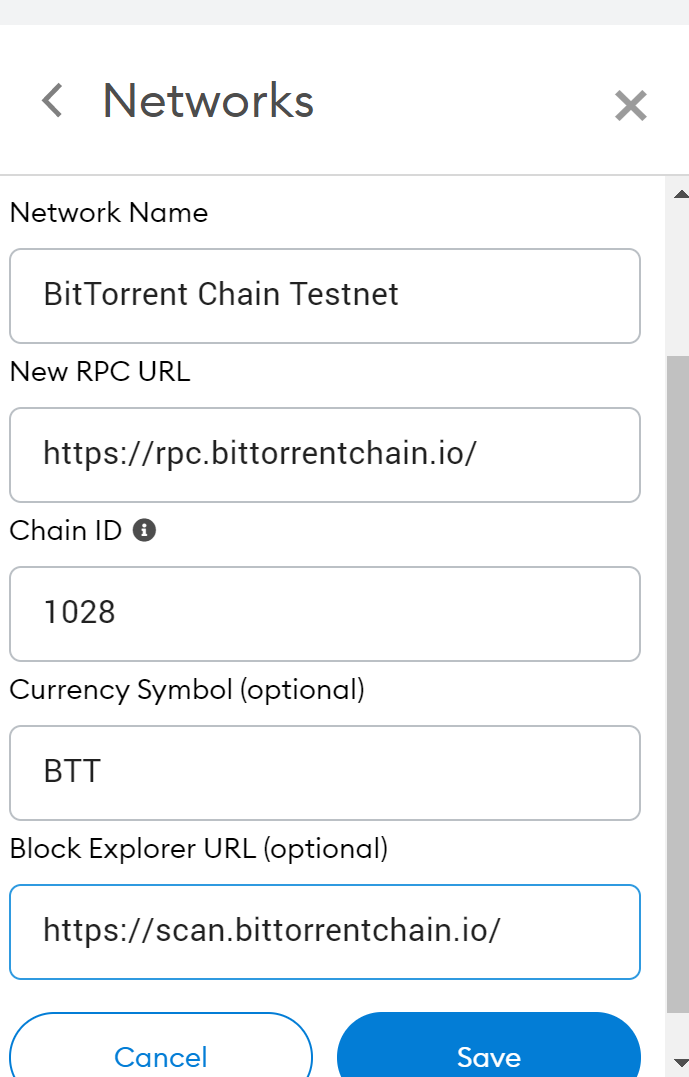 Networks
Network Name
BitTorrent Chain Testnet
New RPC URL
https://rpc.bittorrentchain.io/
Chain ID
1028
Currency Symbol (optional)
BTT
Block Explorer URL (optional)
https://scan.bittorrentchain.io/
Cancel Save